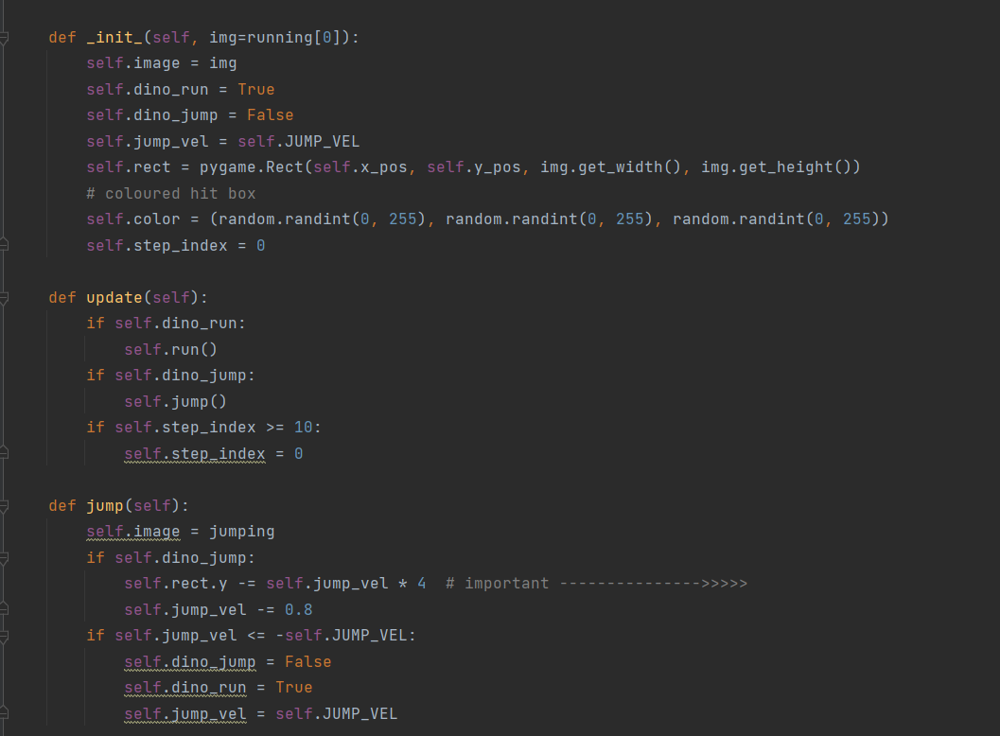 def _init_(self, img=running[0]):
self.image = img
self.dino_run = True
self.dino_jump = False
self.jump_vel = self.JUMP_VEL
self.rect = pygame.Rect(self.x_pos, self.y_pos, img.get_width(), img.get_height())
# coloured hit box
self.color = (random.randint(0, 255), random.randint(0, 255), random.randint(0, 255))
self.step_index = 0
def update(self):
if self.dino_run:
self.run()
if self.dino_jump:
self.jump()
if self.step_index >= 10:
self.step_index = 0
def jump(self):
self.image = jumping
if self.dino_jump:
self.rect.y -= self.jump_vel * 4  # important --------------->>>>>
self.jump_vel -= 0.8
if self.jump_vel <= -self.JUMP_VEL:
self.dino_jump = False
self.dino_run = True
self.jump_vel = self.JUMP_VEL